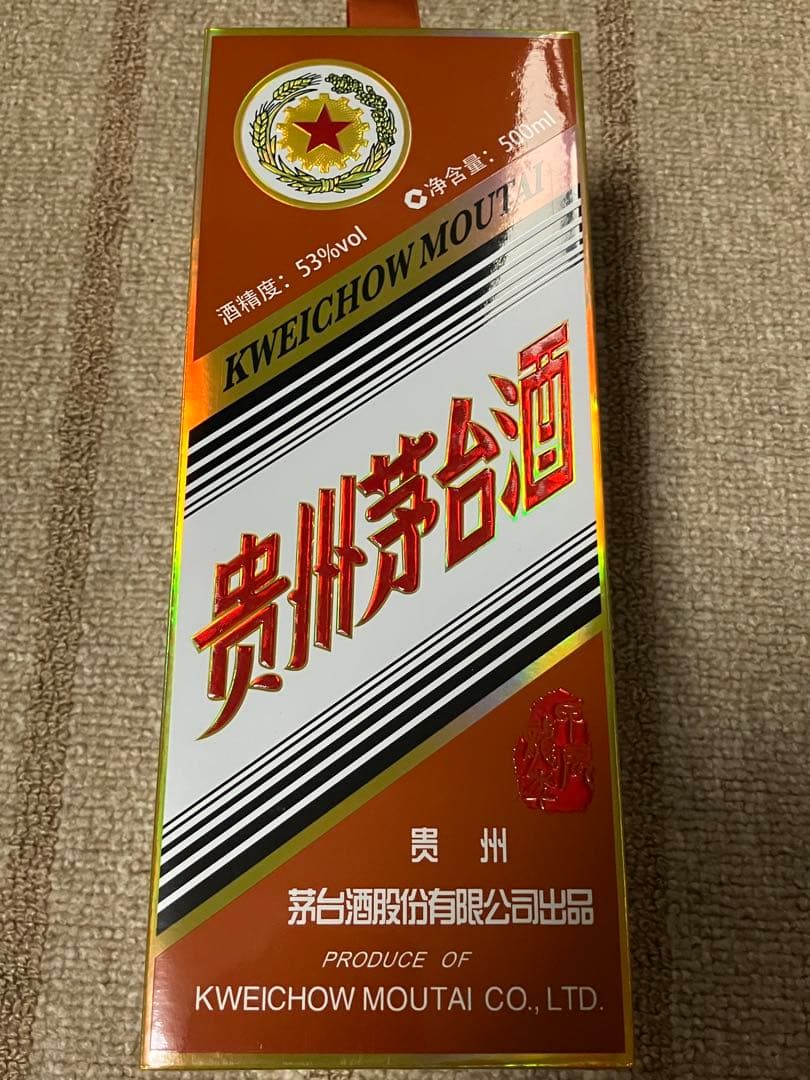 酒精度：53%vol
净含量：500ml
KWEICHOW MOUTAI
贵州茅台酒
贵 州
茅台酒股份有限公司出品
PRODUCE OF
KWEICHOW MOUTAI CO., LTD.